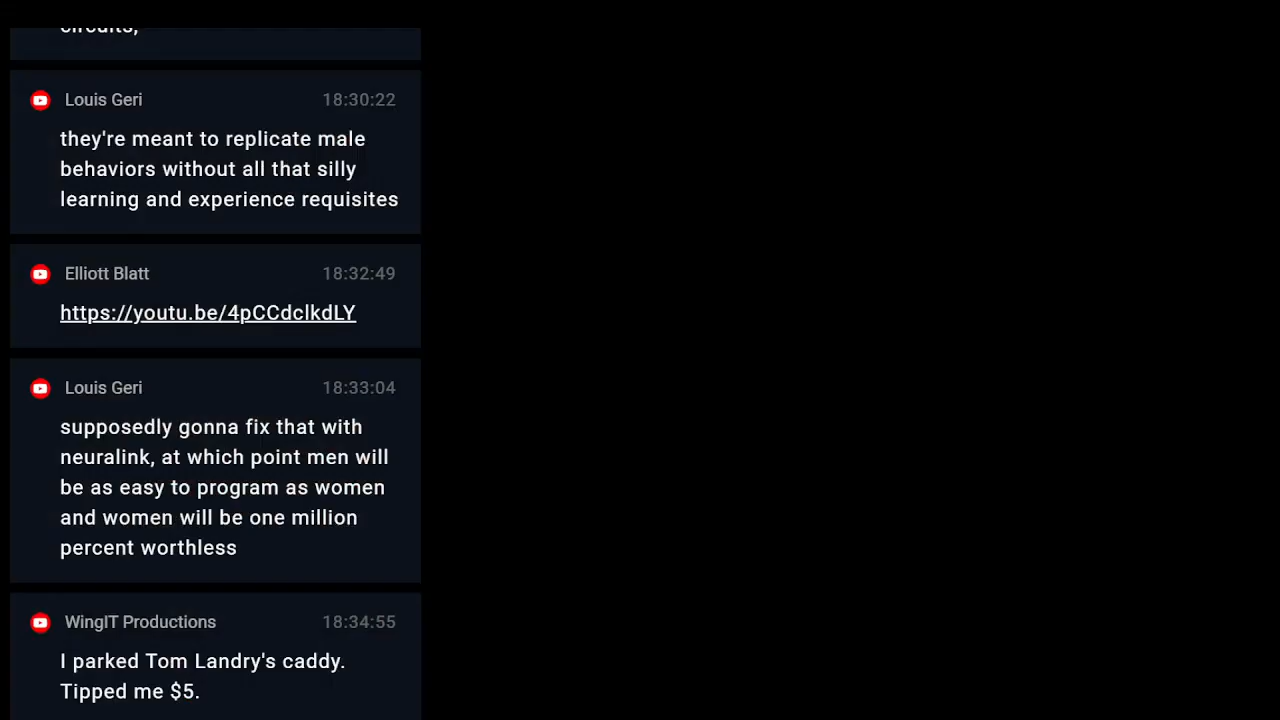 circuits,
Louis Geri 18:30:22
they're meant to replicate male
behaviors without all that silly
learning and experience requisites
Elliott Blatt 18:32:49
https://youtu.be/4pCCdclkdLY
Louis Geri 18:33:04
supposedly gonna fix that with
neuralink, at which point men will
be as easy to program as women
and women will be one million
percent worthless
WingIT Productions 18:34:55
I parked Tom Landry's caddy.
Tipped me $5.